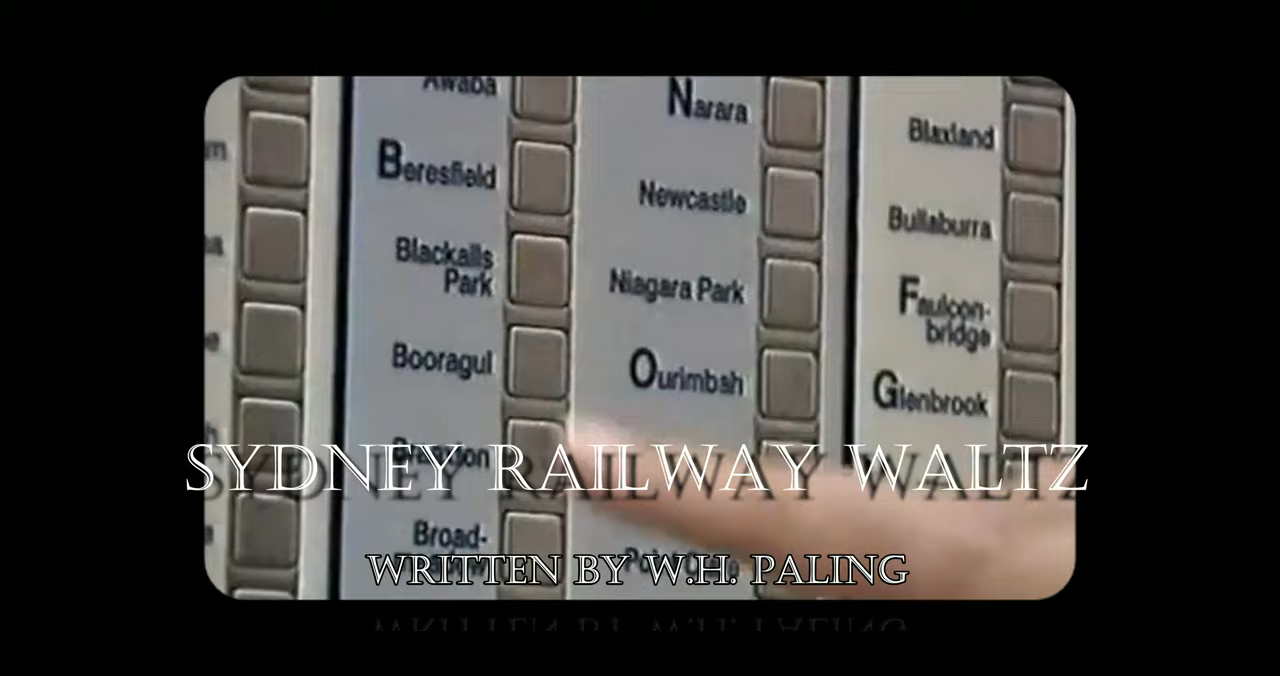 Awaba
Beresfield
Blackalls
Park
Booragul
Broad-
Narara
Newcastle
Niagara Park
Ourimbah
Blaxland
Bullaburra
Faulcon-
bridge
Glenbrook
SYDNEY RAILWAY WALTZ
WRITTEN BY W.H. PALING